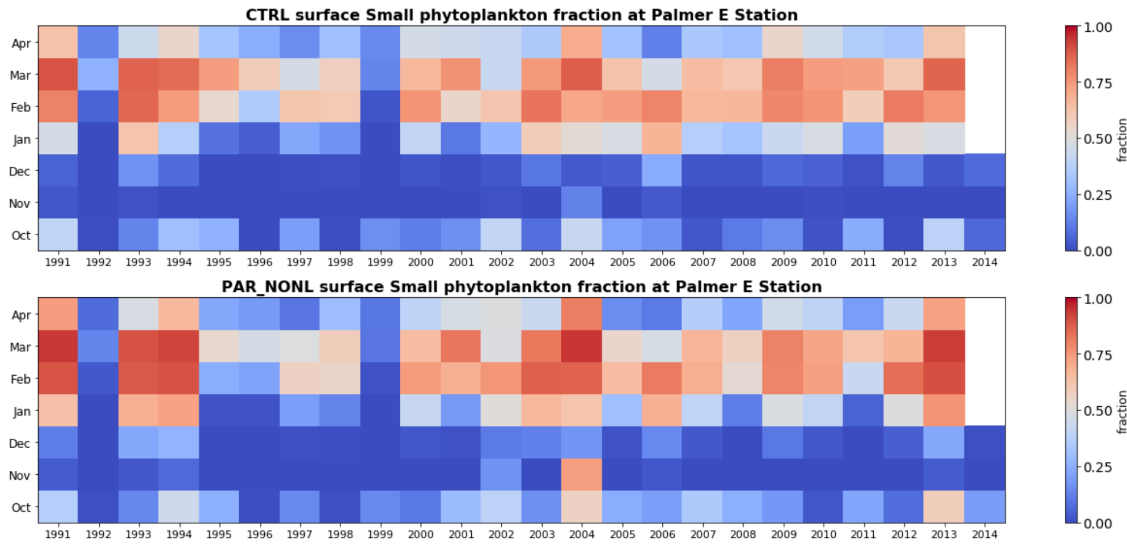 CTRL surface Small phytoplankton fraction at Palmer E Station
Apr
Mar
Feb
Jan
Dec
Nov
Oct
1991 1992 1993 1994 1995 1996 1997 1998 1999 2000 2001 2002 2003 2004 2005 2006 2007 2008 2009 2010 2011 2012 2013 2014
1.00
0.75
0.50
0.25
0.00
fraction
PAR_NONL surface Small phytoplankton fraction at Palmer E Station
Apr
Mar
Feb
Jan
Dec
Nov
Oct
1991 1992 1993 1994 1995 1996 1997 1998 1999 2000 2001 2002 2003 2004 2005 2006 2007 2008 2009 2010 2011 2012 2013 2014
1.00
0.75
0.50
0.25
0.00
fraction